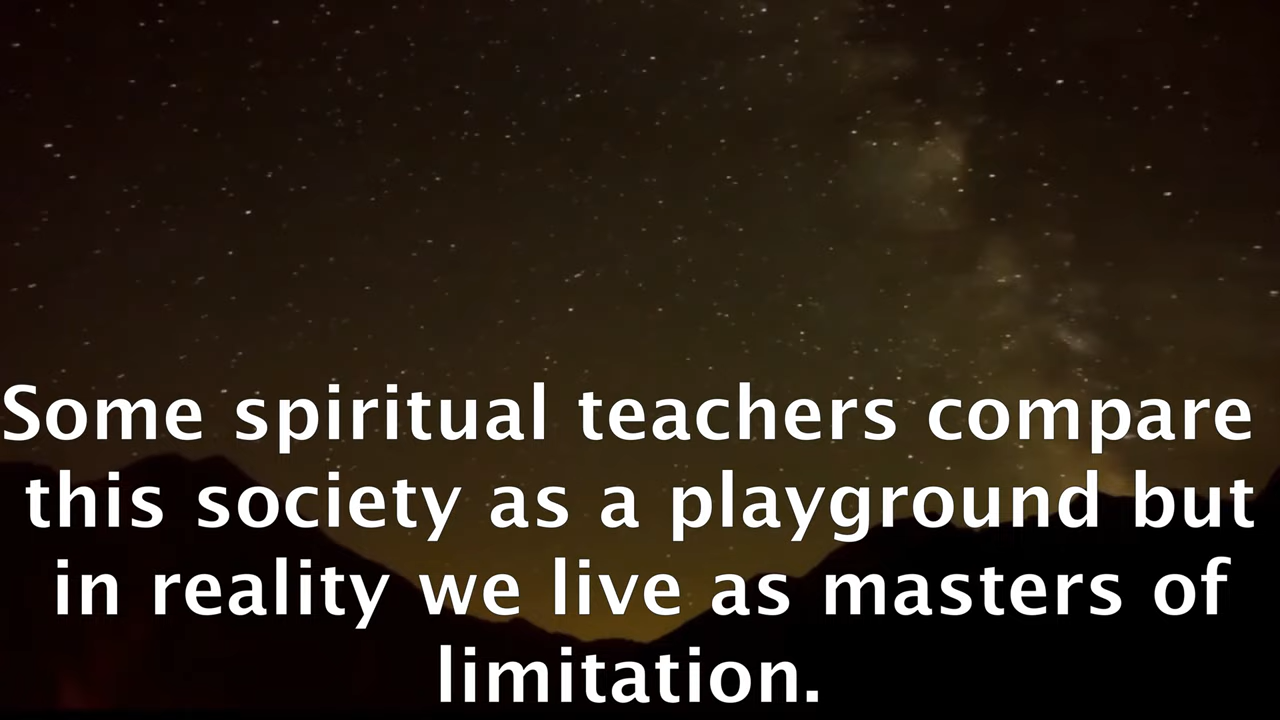 Some spiritual teachers compare
this society as a playground but
in reality we live as masters of
limitation.